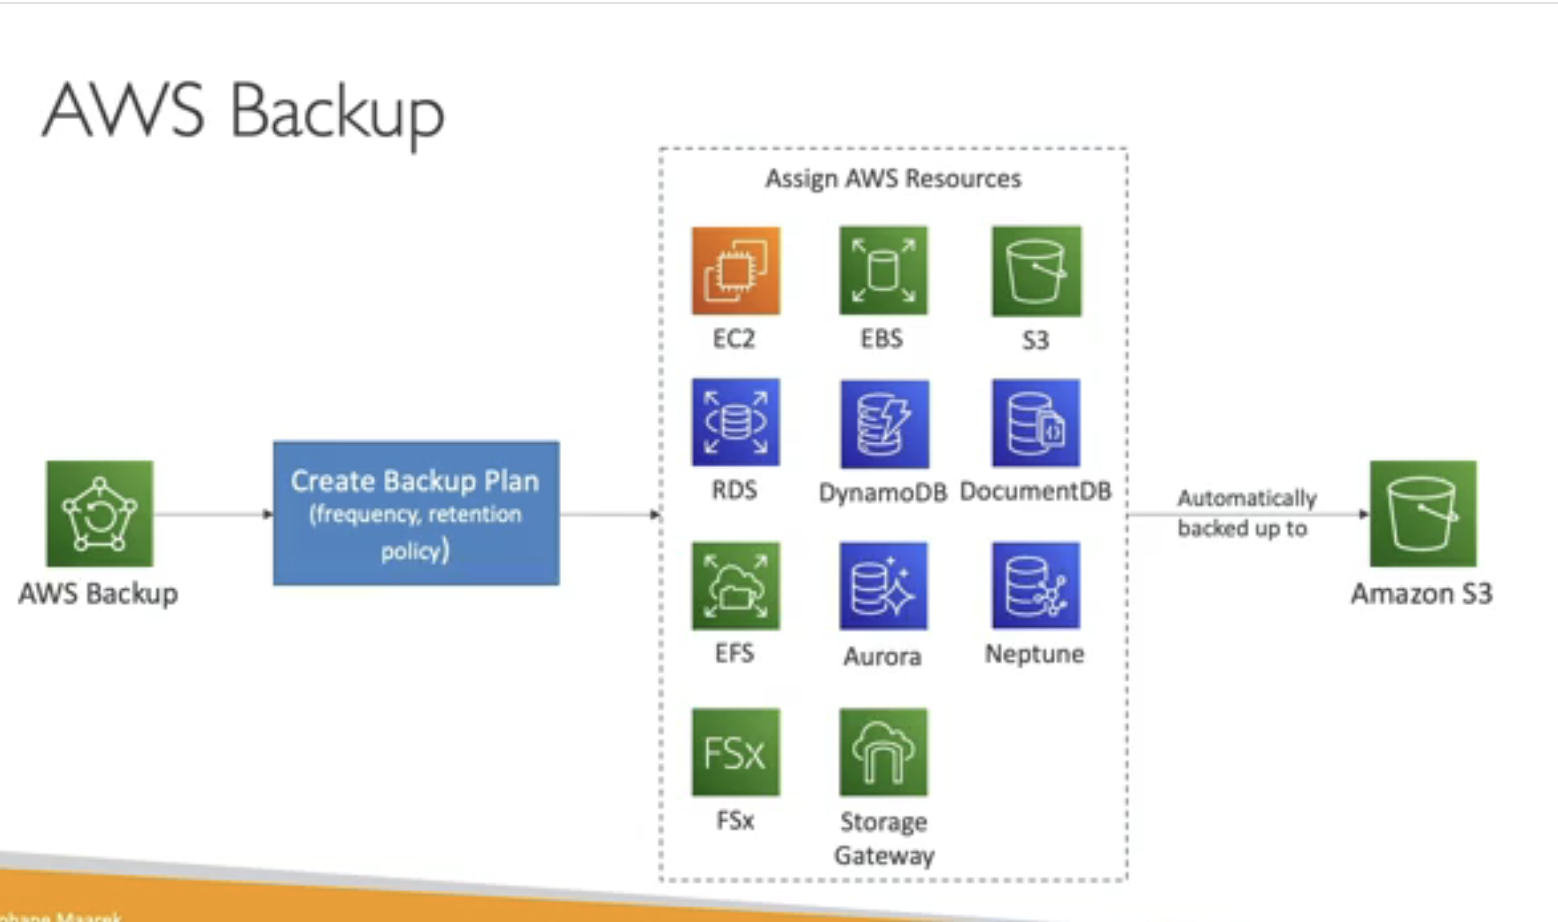 AWS Backup
Assign AWS Resources
EC2
EBS
S3
RDS
DynamoDB
DocumentDB
Create Backup Plan
(frequency, retention
policy)
Automatically
backed up to
AWS Backup
Amazon S3
EFS
Aurora
Neptune
FSx
FSx
Storage
Gateway
Maarek